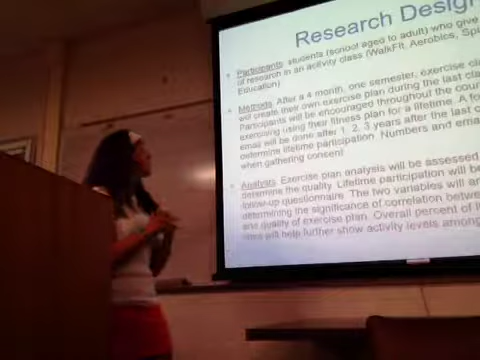 Research Design
Participants: students (school aged to adult) who give
of research in an activity class (WalkFit, Aerobics, Spi
Education)
Methods: After a 4 month, one semester, exercise cl
will create their own exercise plan during the last cla
Participants will be encouraged throughout the cour
exercising using their fitness plan for a lifetime. A fo
email will be done after 1, 2, 3 years after the last c
determine lifetime participation. Numbers and ema
when gathering consent
Analysis: Exercise plan analysis will be assessed
determine the quality. Lifetime participation will be
follow-up questionnaire. The two variables will an
determining the significance of correlation betwe
and quality of exercise plan. Overall percent of li
will help further show activity levels among